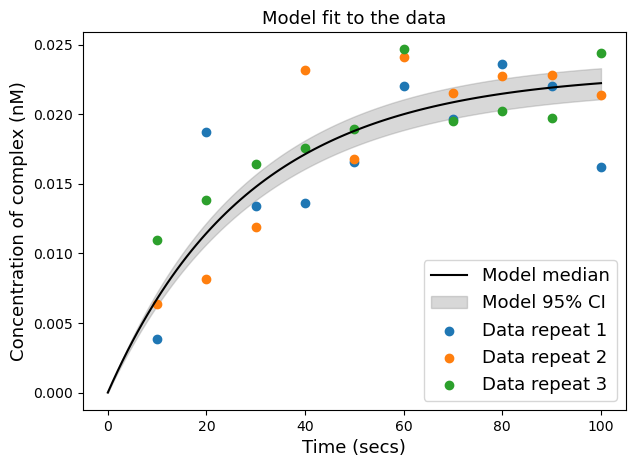 Model fit to the data
Concentration of complex (nM)
0.025
0.020
0.015
0.010
0.005
0.000
Model median
Model 95% CI
Data repeat 1
Data repeat 2
Data repeat 3
0 20 40 60 80 100
Time (secs)